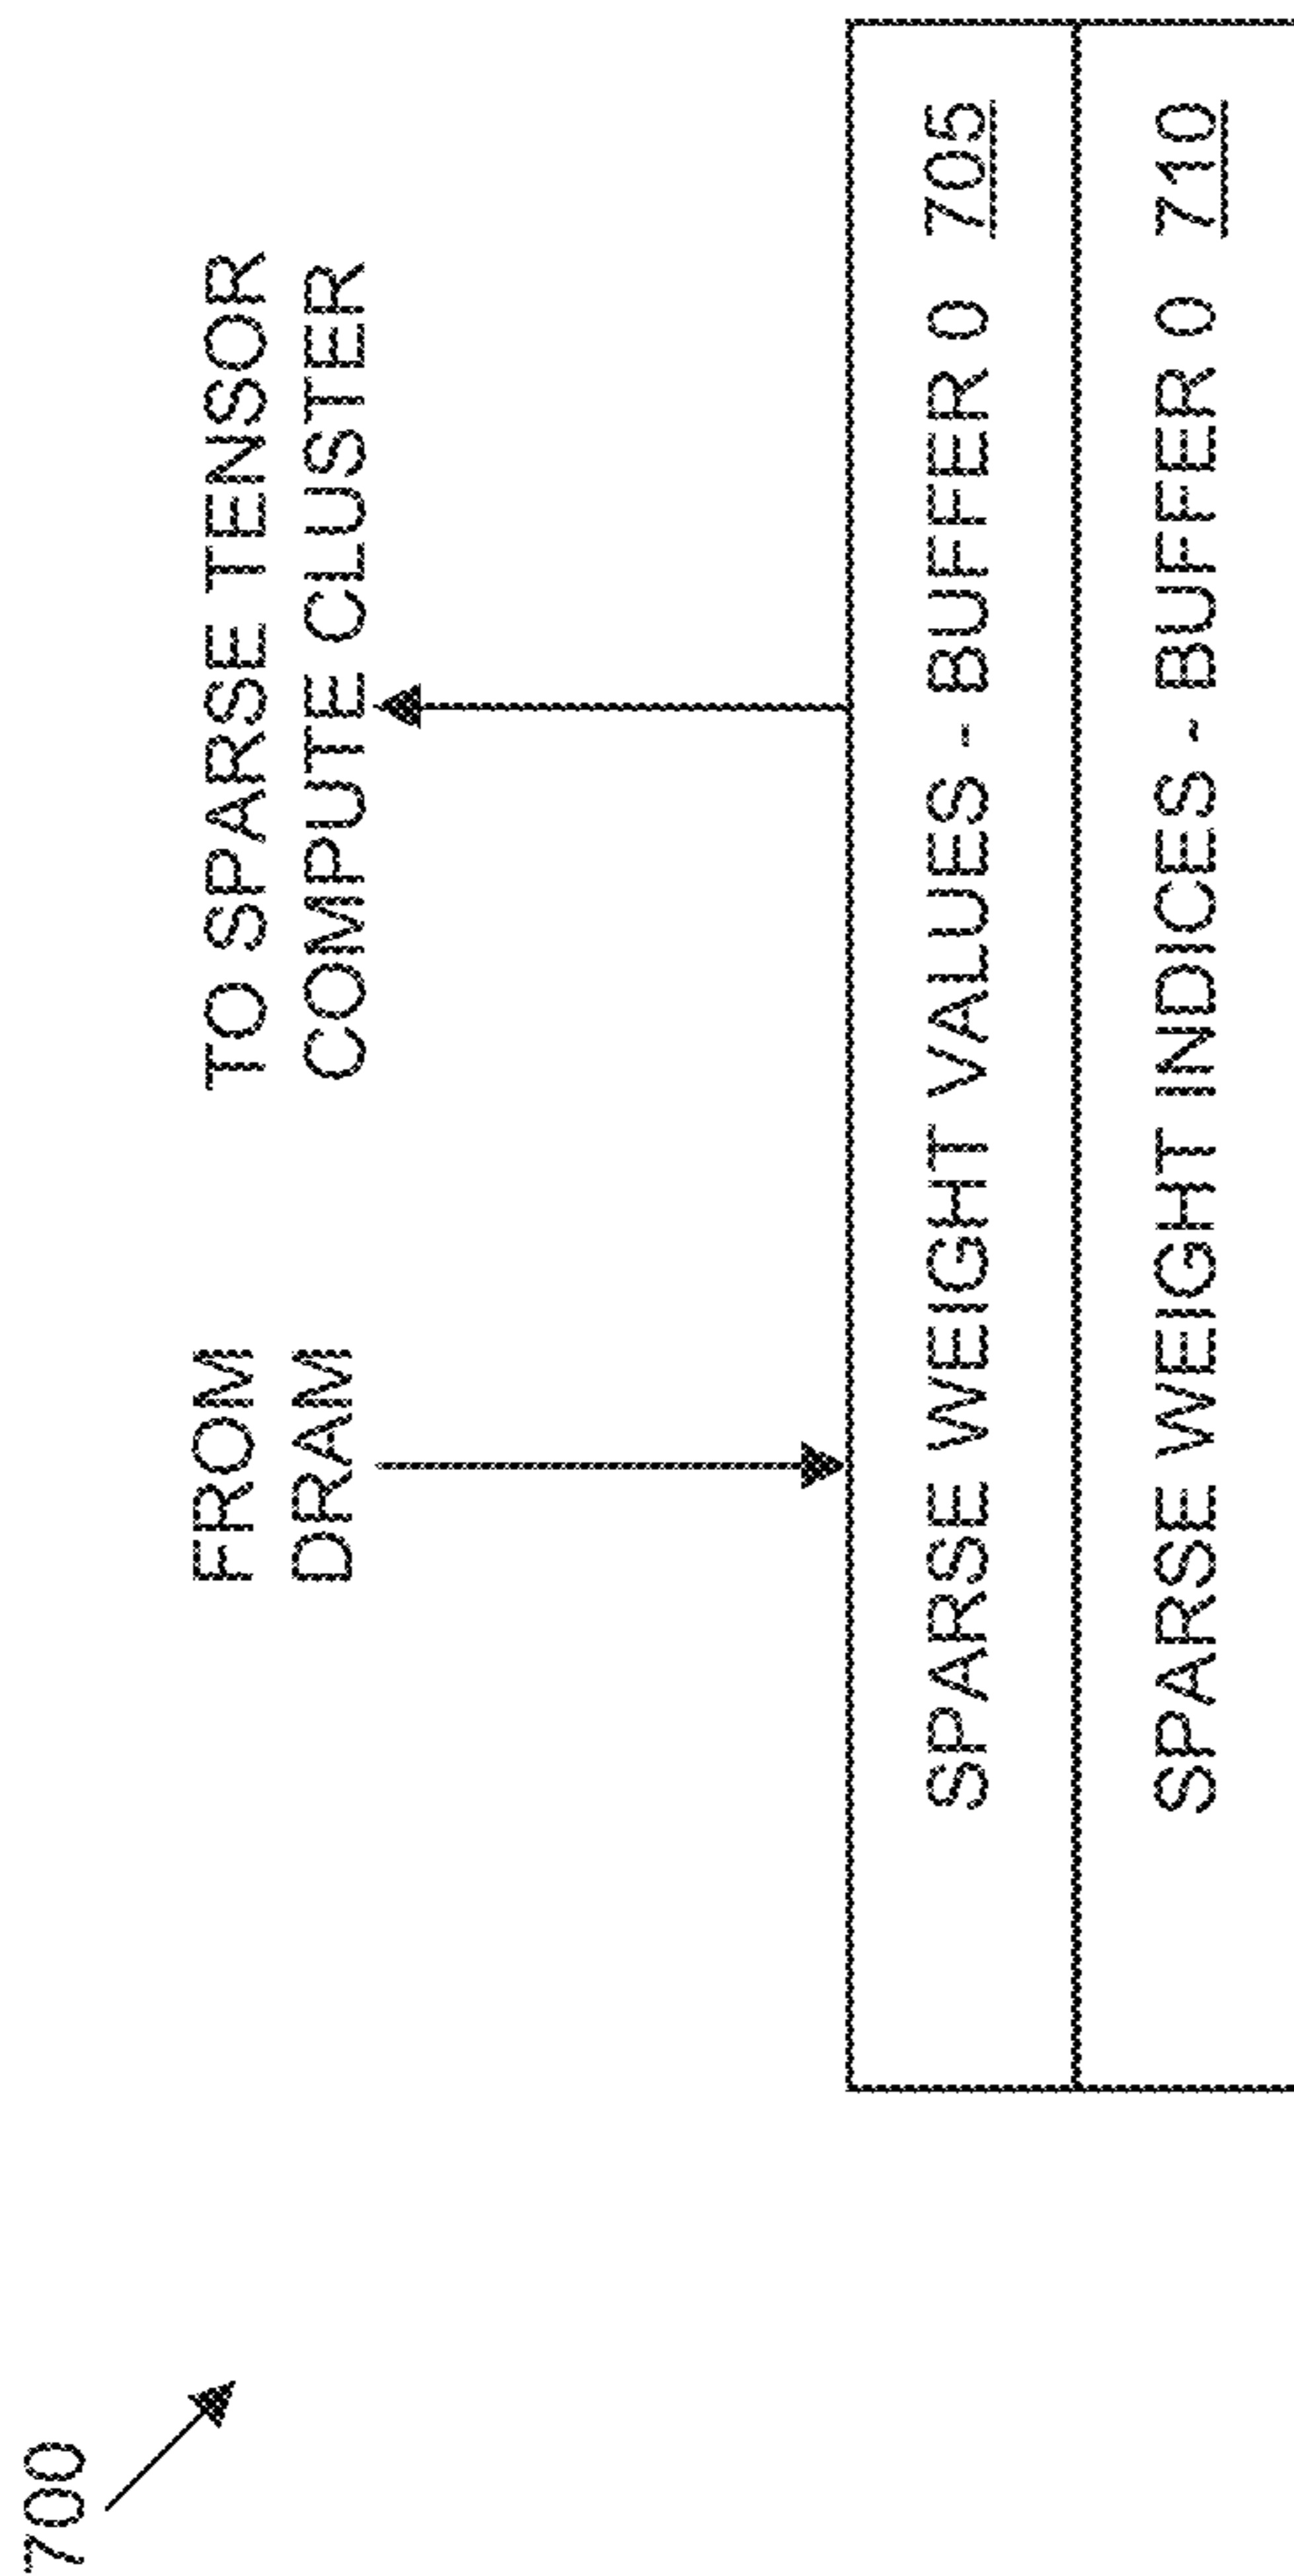 700
FROM
DRAM
TO SPARSE TENSOR
COMPUTE CLUSTER
SPARSE WEIGHT VALUES - BUFFER 0 705
SPARSE WEIGHT INDICES - BUFFER 0 710